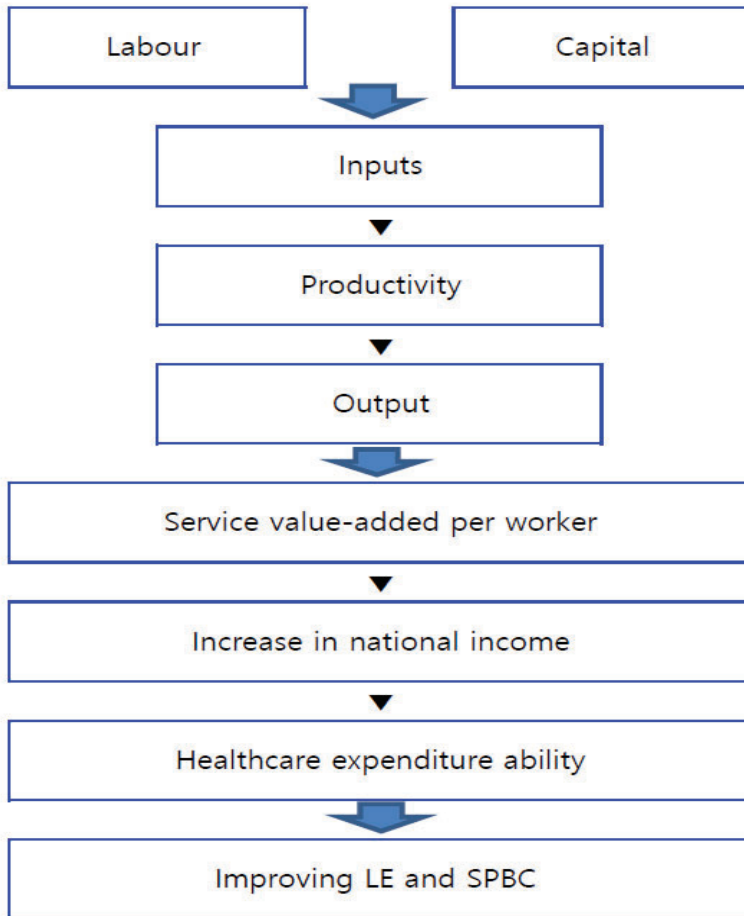 Labour
Capital
Inputs
Productivity
Output
Service value-added per worker
Increase in national income
Healthcare expenditure ability
Improving LE and SPBC